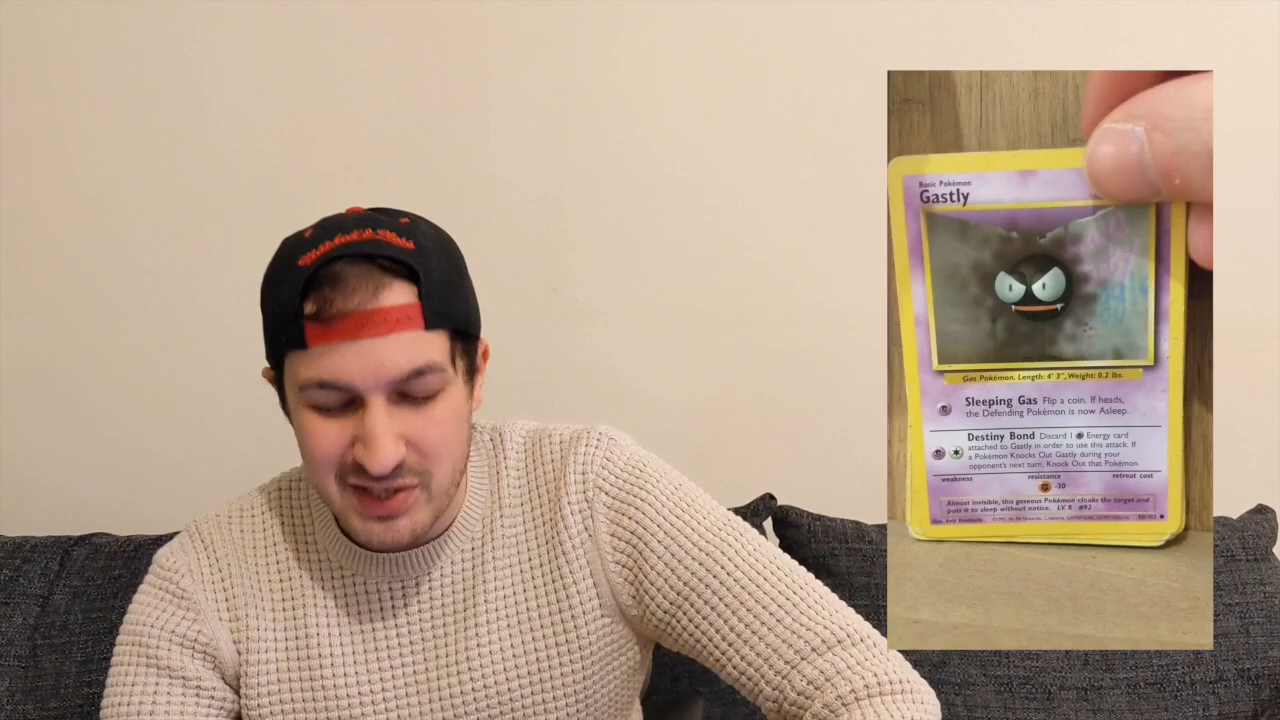 Basic Pokémon
Gastly
Gas Pokémon. Length: 4' 3", Weight: 0.2 lbs.
Sleeping Gas Flip a coin. If heads,
the Defending Pokémon is now Asleep.
Destiny Bond Discard 1 Energy card
attached to Gastly in order to use this attack. If
a Pokémon Knocks Out Gastly during your
opponent's next turn, Knock Out that Pokémon.
weakness resistance retreat cost
-30
Almost invisible, this gaseous Pokémon cloaks the target and
puts it to sleep without notice. LV. 8 #92
50/102